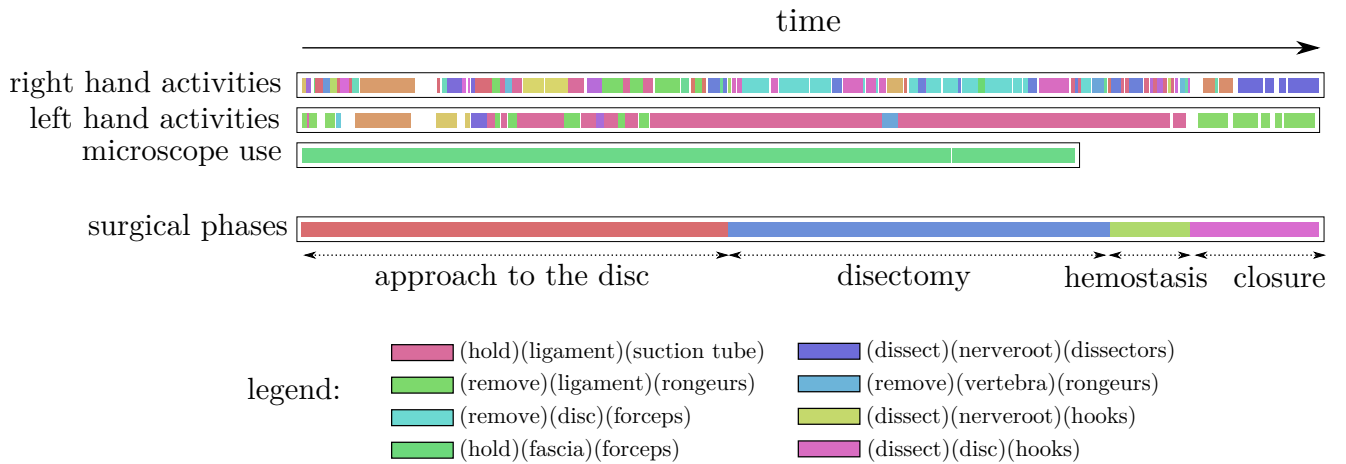 time
right hand activities
left hand activities
microscope use
surgical phases
approach to the disc
disectomy
hemostasis
closure
legend:
(hold)(ligament)(suction tube)
(remove)(ligament)(rongeurs)
(remove)(disc)(forceps)
(hold)(fascia)(forceps)
(dissect)(nerveroot)(dissectors)
(remove)(vertebra)(rongeurs)
(dissect)(nerveroot)(hooks)
(dissect)(disc)(hooks)